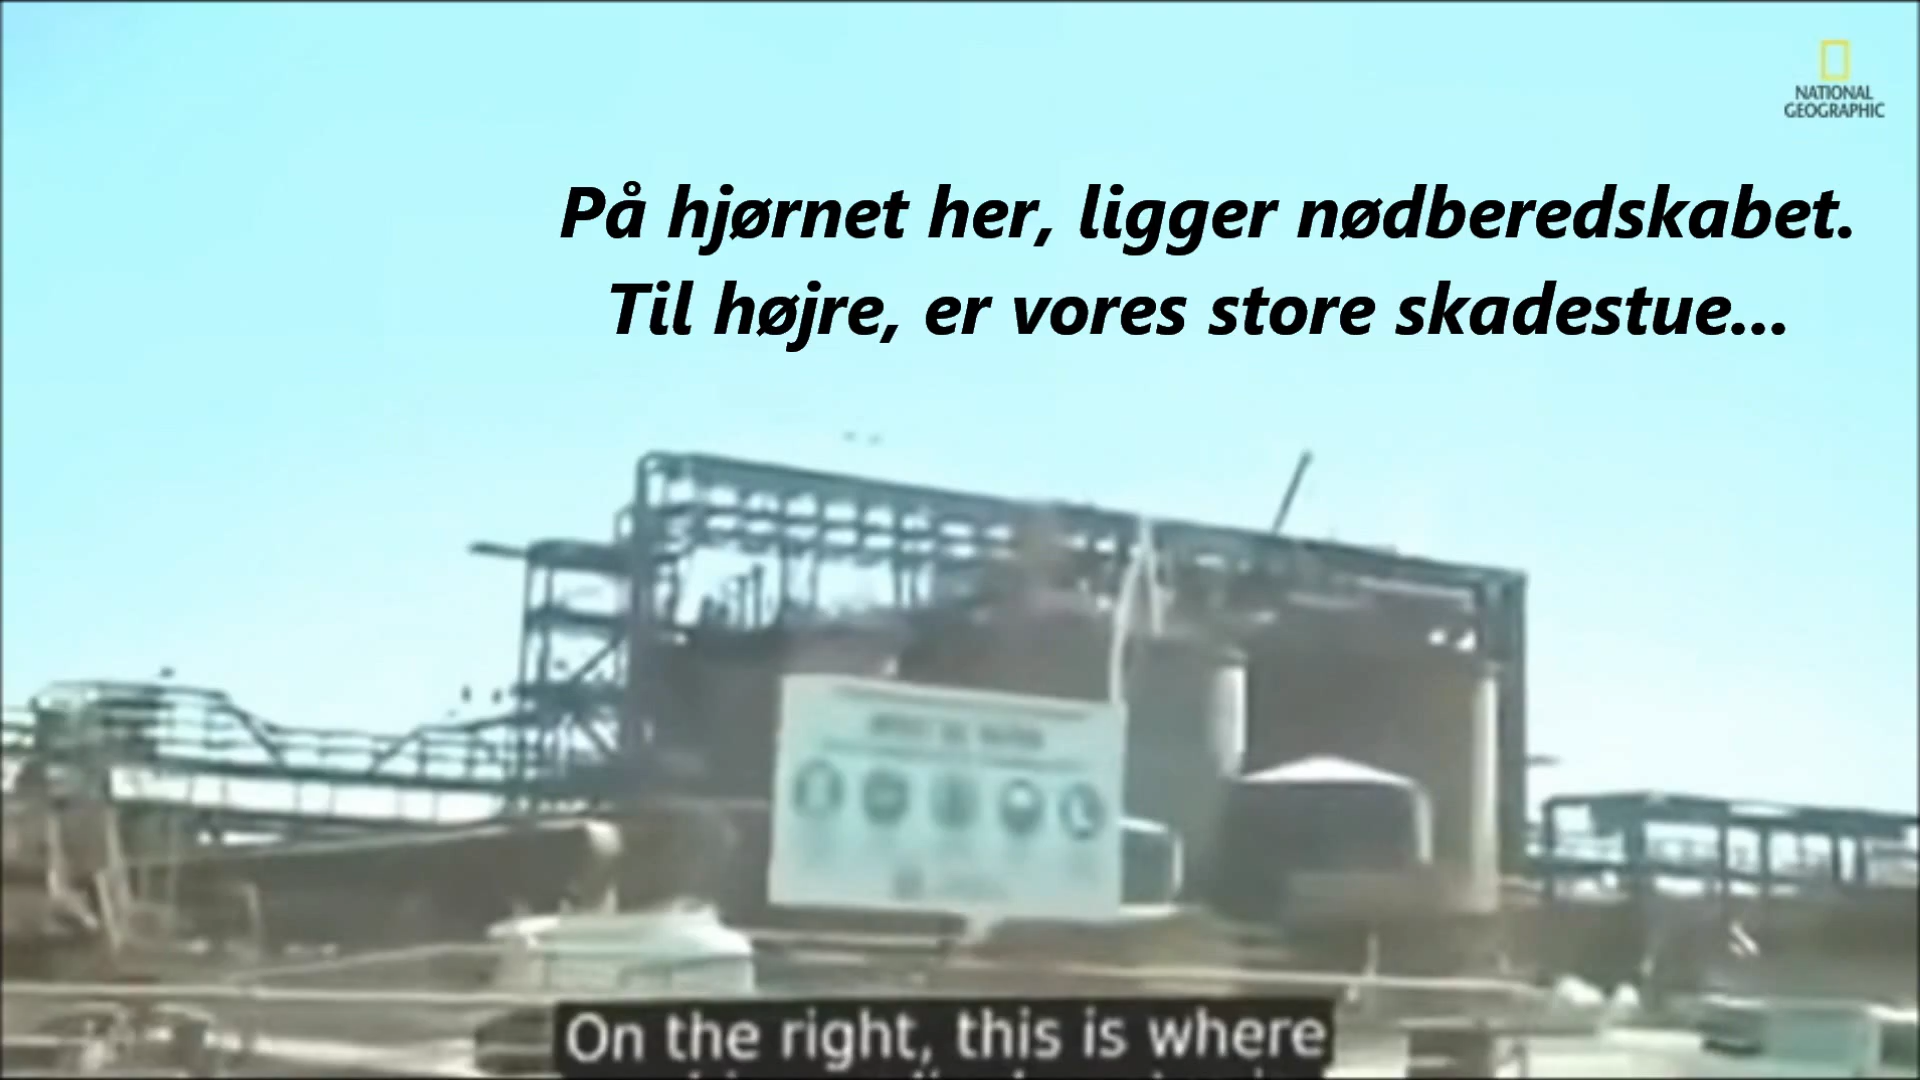 NATIONAL
GEOGRAPHIC
På hjørnet her, ligger nødberedskabet.
Til højre, er vores store skadestue...
On the right, this is where